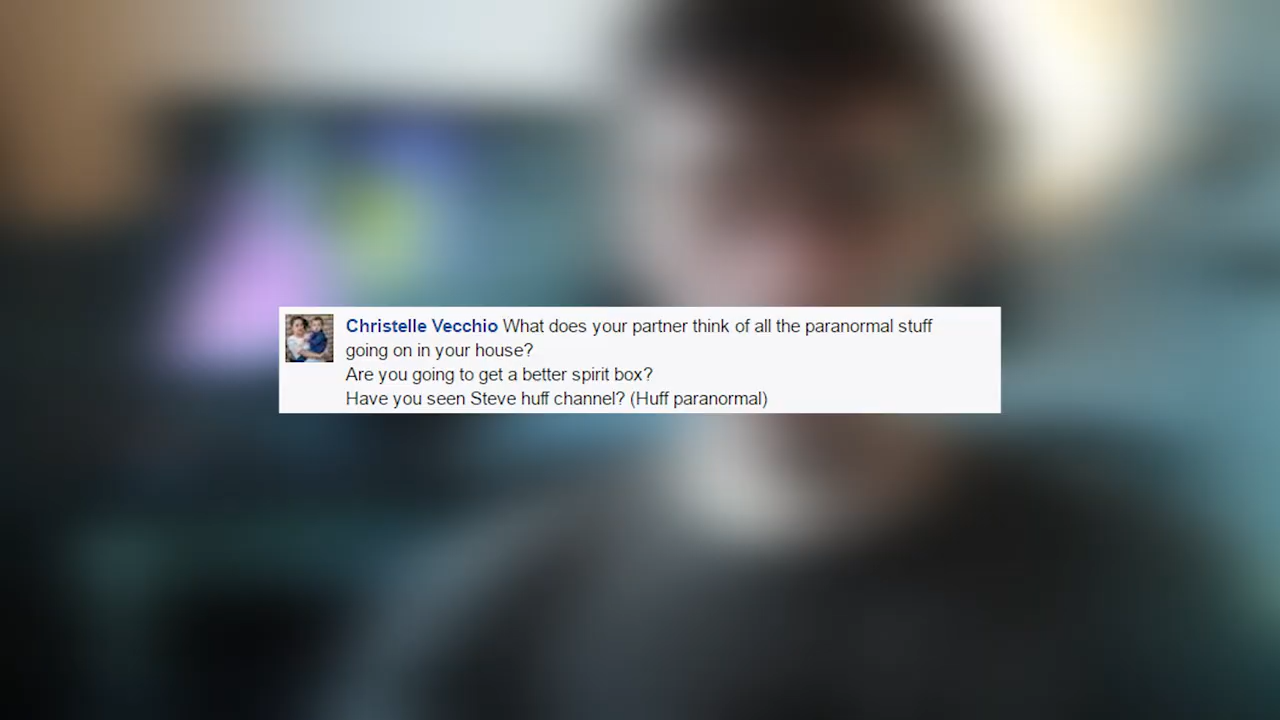 Christelle Vecchio What does your partner think of all the paranormal stuff
going on in your house?
Are you going to get a better spirit box?
Have you seen Steve huff channel? (Huff paranormal)